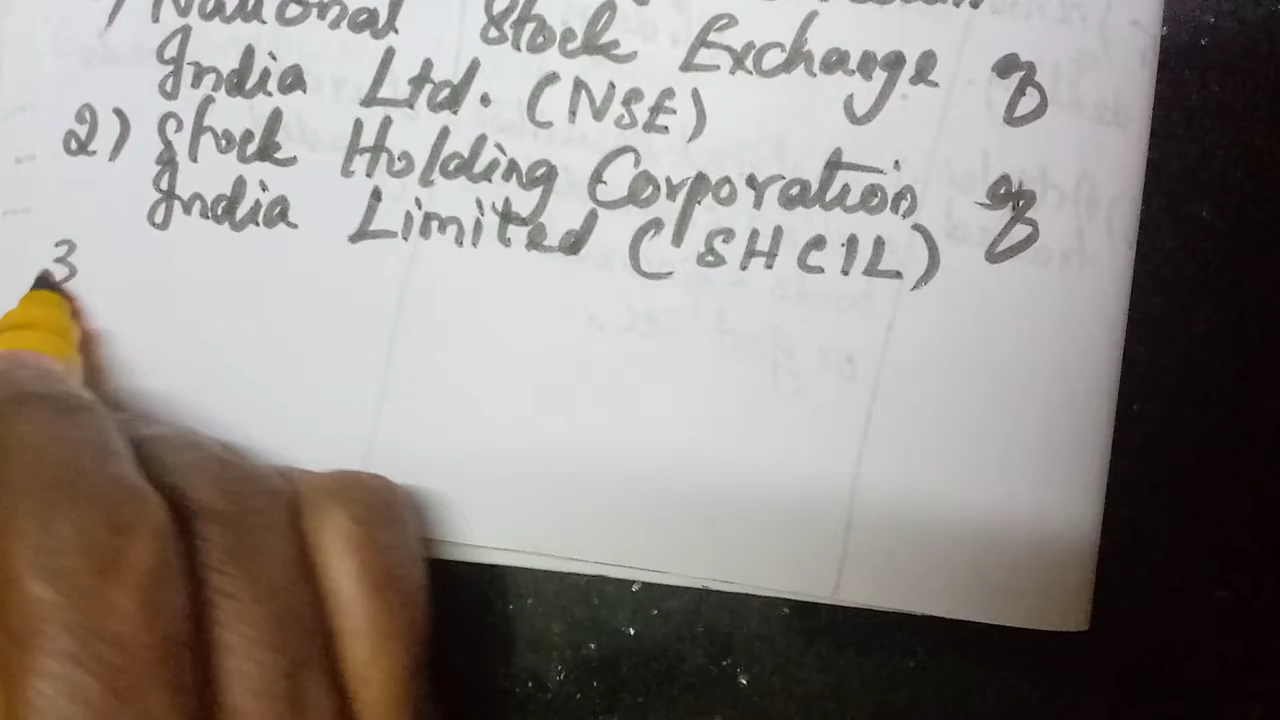 ) National Stock Exchange of
India Ltd. (NSE)
2) Stock Holding Corporation of
India Limited (SHCIL)
3